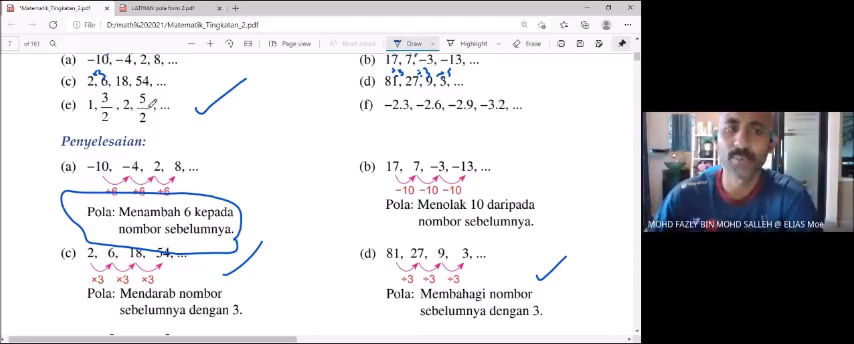 *Matematik_Tingkatan_2.pdf
LATIHAN pola form 2.pdf
File
D:/math%202021/Matematik_Tingkatan_2.pdf
7 of 161
Page view
Read aloud
Draw
Highlight
Erase
(a) −10, −4, 2, 8, ...
(b) 17, 7, −3, −13, ...
(c) 2, 6, 18, 54, ...
(d) 81, 27, 9, 3, ...
(e) 1, 3/2, 2, 5/2, ...
(f) −2.3, −2.6, −2.9, −3.2, ...
Penyelesaian:
(a) −10, −4, 2, 8, ...
+6 +6 +6
Pola: Menambah 6 kepada
nombor sebelumnya.
(b) 17, 7, −3, −13, ...
−10 −10 −10
Pola: Menolak 10 daripada
nombor sebelumnya.
(c) 2, 6, 18, 54, ...
×3 ×3 ×3
Pola: Mendarab nombor
sebelumnya dengan 3.
(d) 81, 27, 9, 3, ...
÷3 ÷3 ÷3
Pola: Membahagi nombor
sebelumnya dengan 3.
MOHD FAZLY BIN MOHD SALLEH @ ELIAS Moe